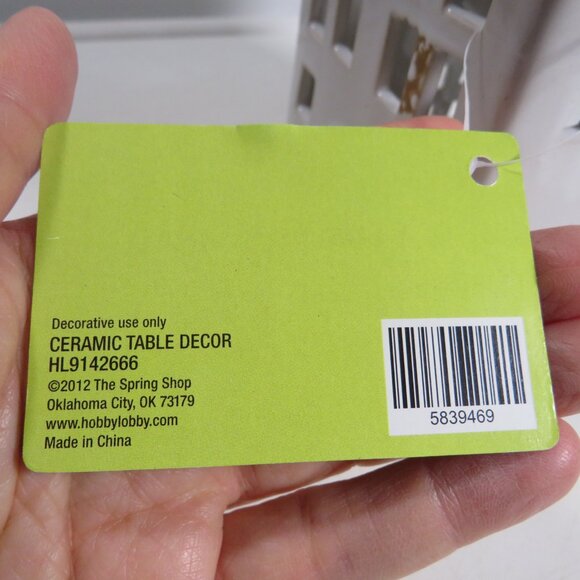 Decorative use only
CERAMIC TABLE DECOR
HL9142666
©2012 The Spring Shop
Oklahoma City, OK 73179
www.hobbylobby.com
Made in China
5839469